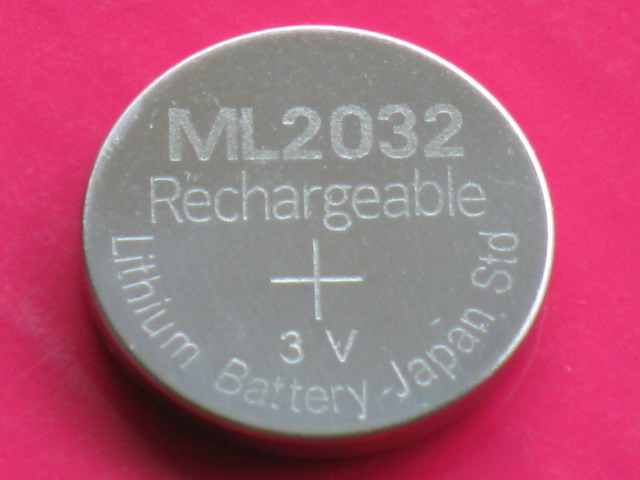 ML2032
Rechargeable
+
3 V
Lithium Battery-Japan Std